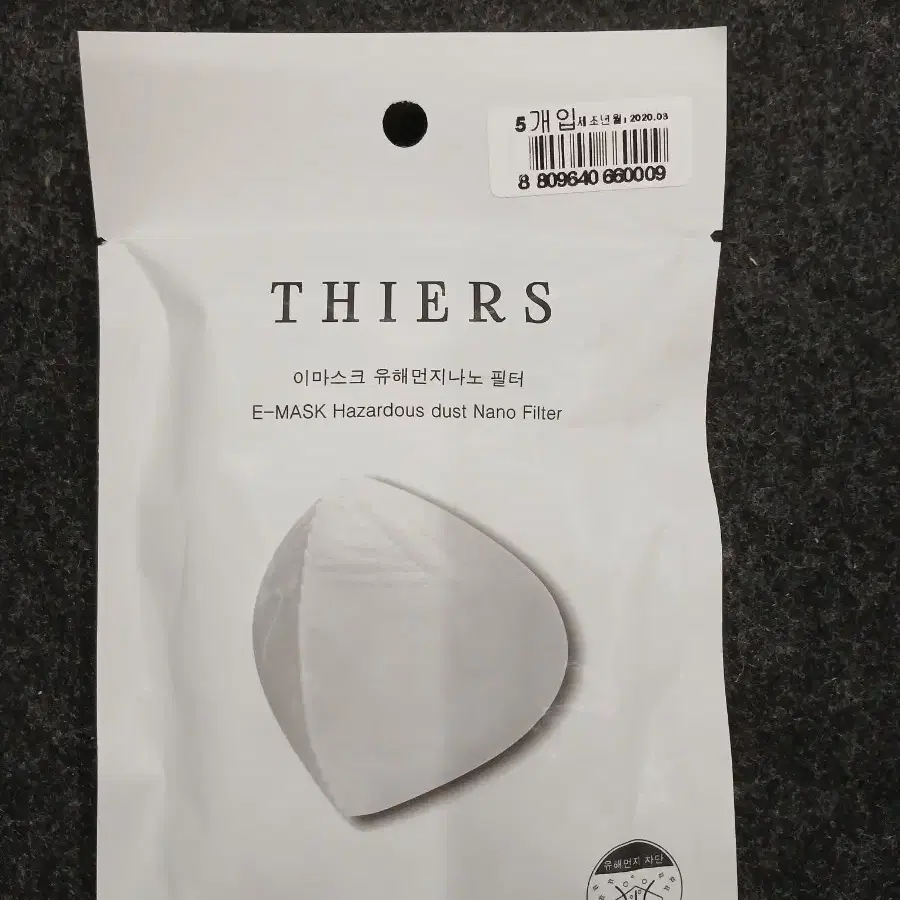 5개입 제조년월: 2020.03
8 809640 660009
THIERS
이마스크 유해먼지나노 필터
E-MASK Hazardous dust Nano Filter
유해먼지 차단